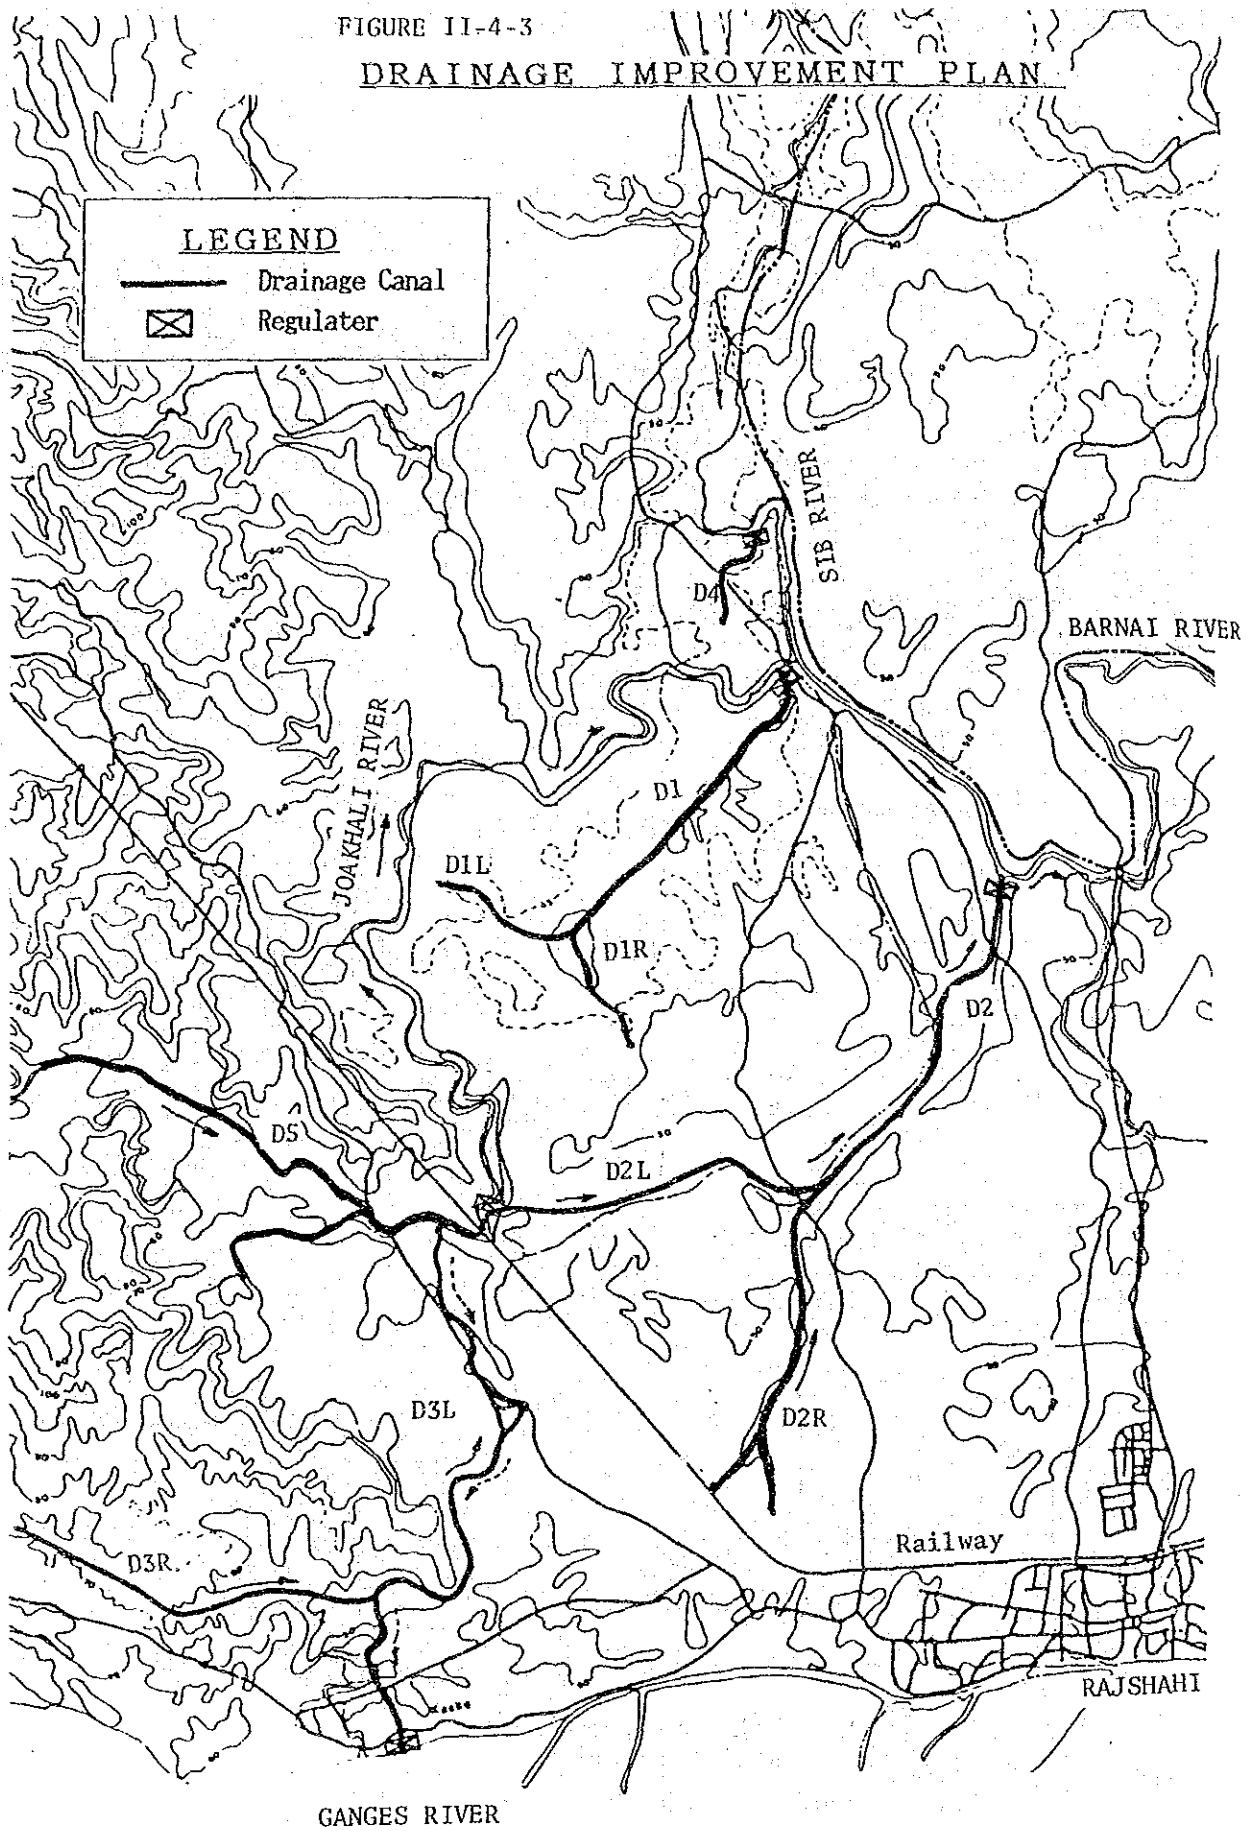 FIGURE II-4-3
DRAINAGE IMPROVEMENT PLAN
LEGEND
Drainage Canal
Regulater
SIB RIVER
D4
BARNAI RIVER
JOAKHALI RIVER
D1
D1L
D1R
D2
D5
D2L
D3L
D2R
D3R
Railway
RAJSHAHI
GANGES RIVER